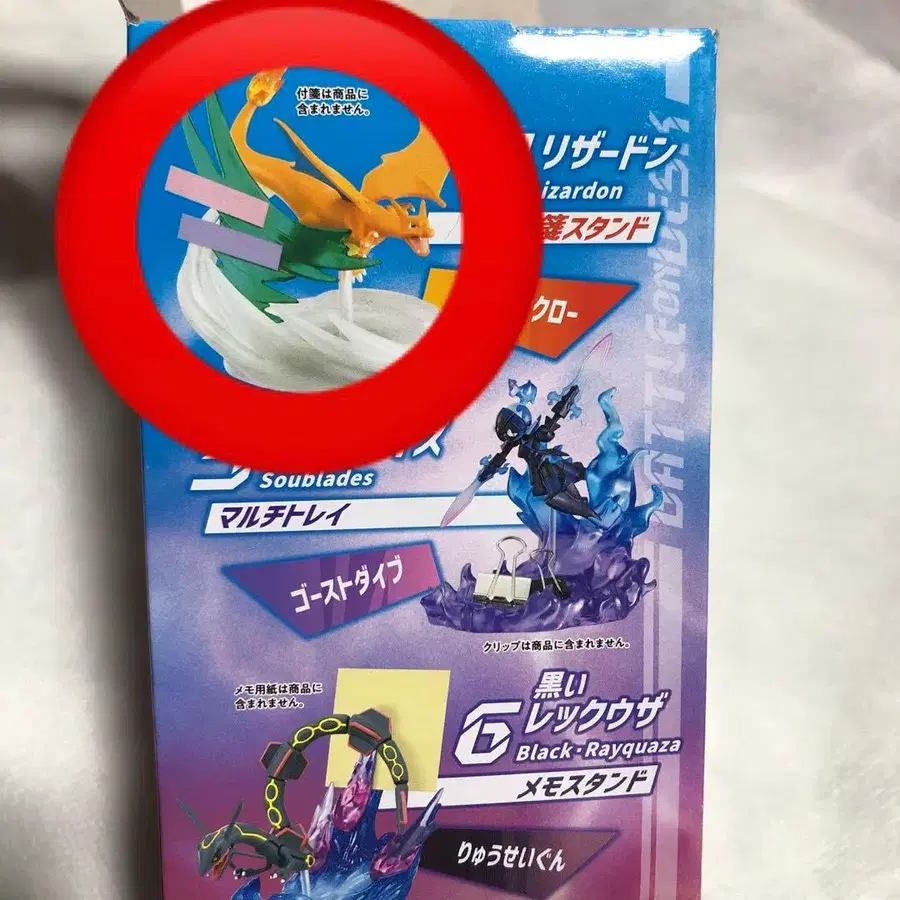 付箋は商品に
含まれません。
リザードン
izardon
箋スタンド
クロー
Soublades
マルチトレイ
ゴーストダイブ
クリップは商品に含まれません。
メモ用紙は商品に
含まれません。
6
黒い
レックウザ
Black・Rayquaza
メモスタンド
りゅうせいぐん
BATTLE on DESK